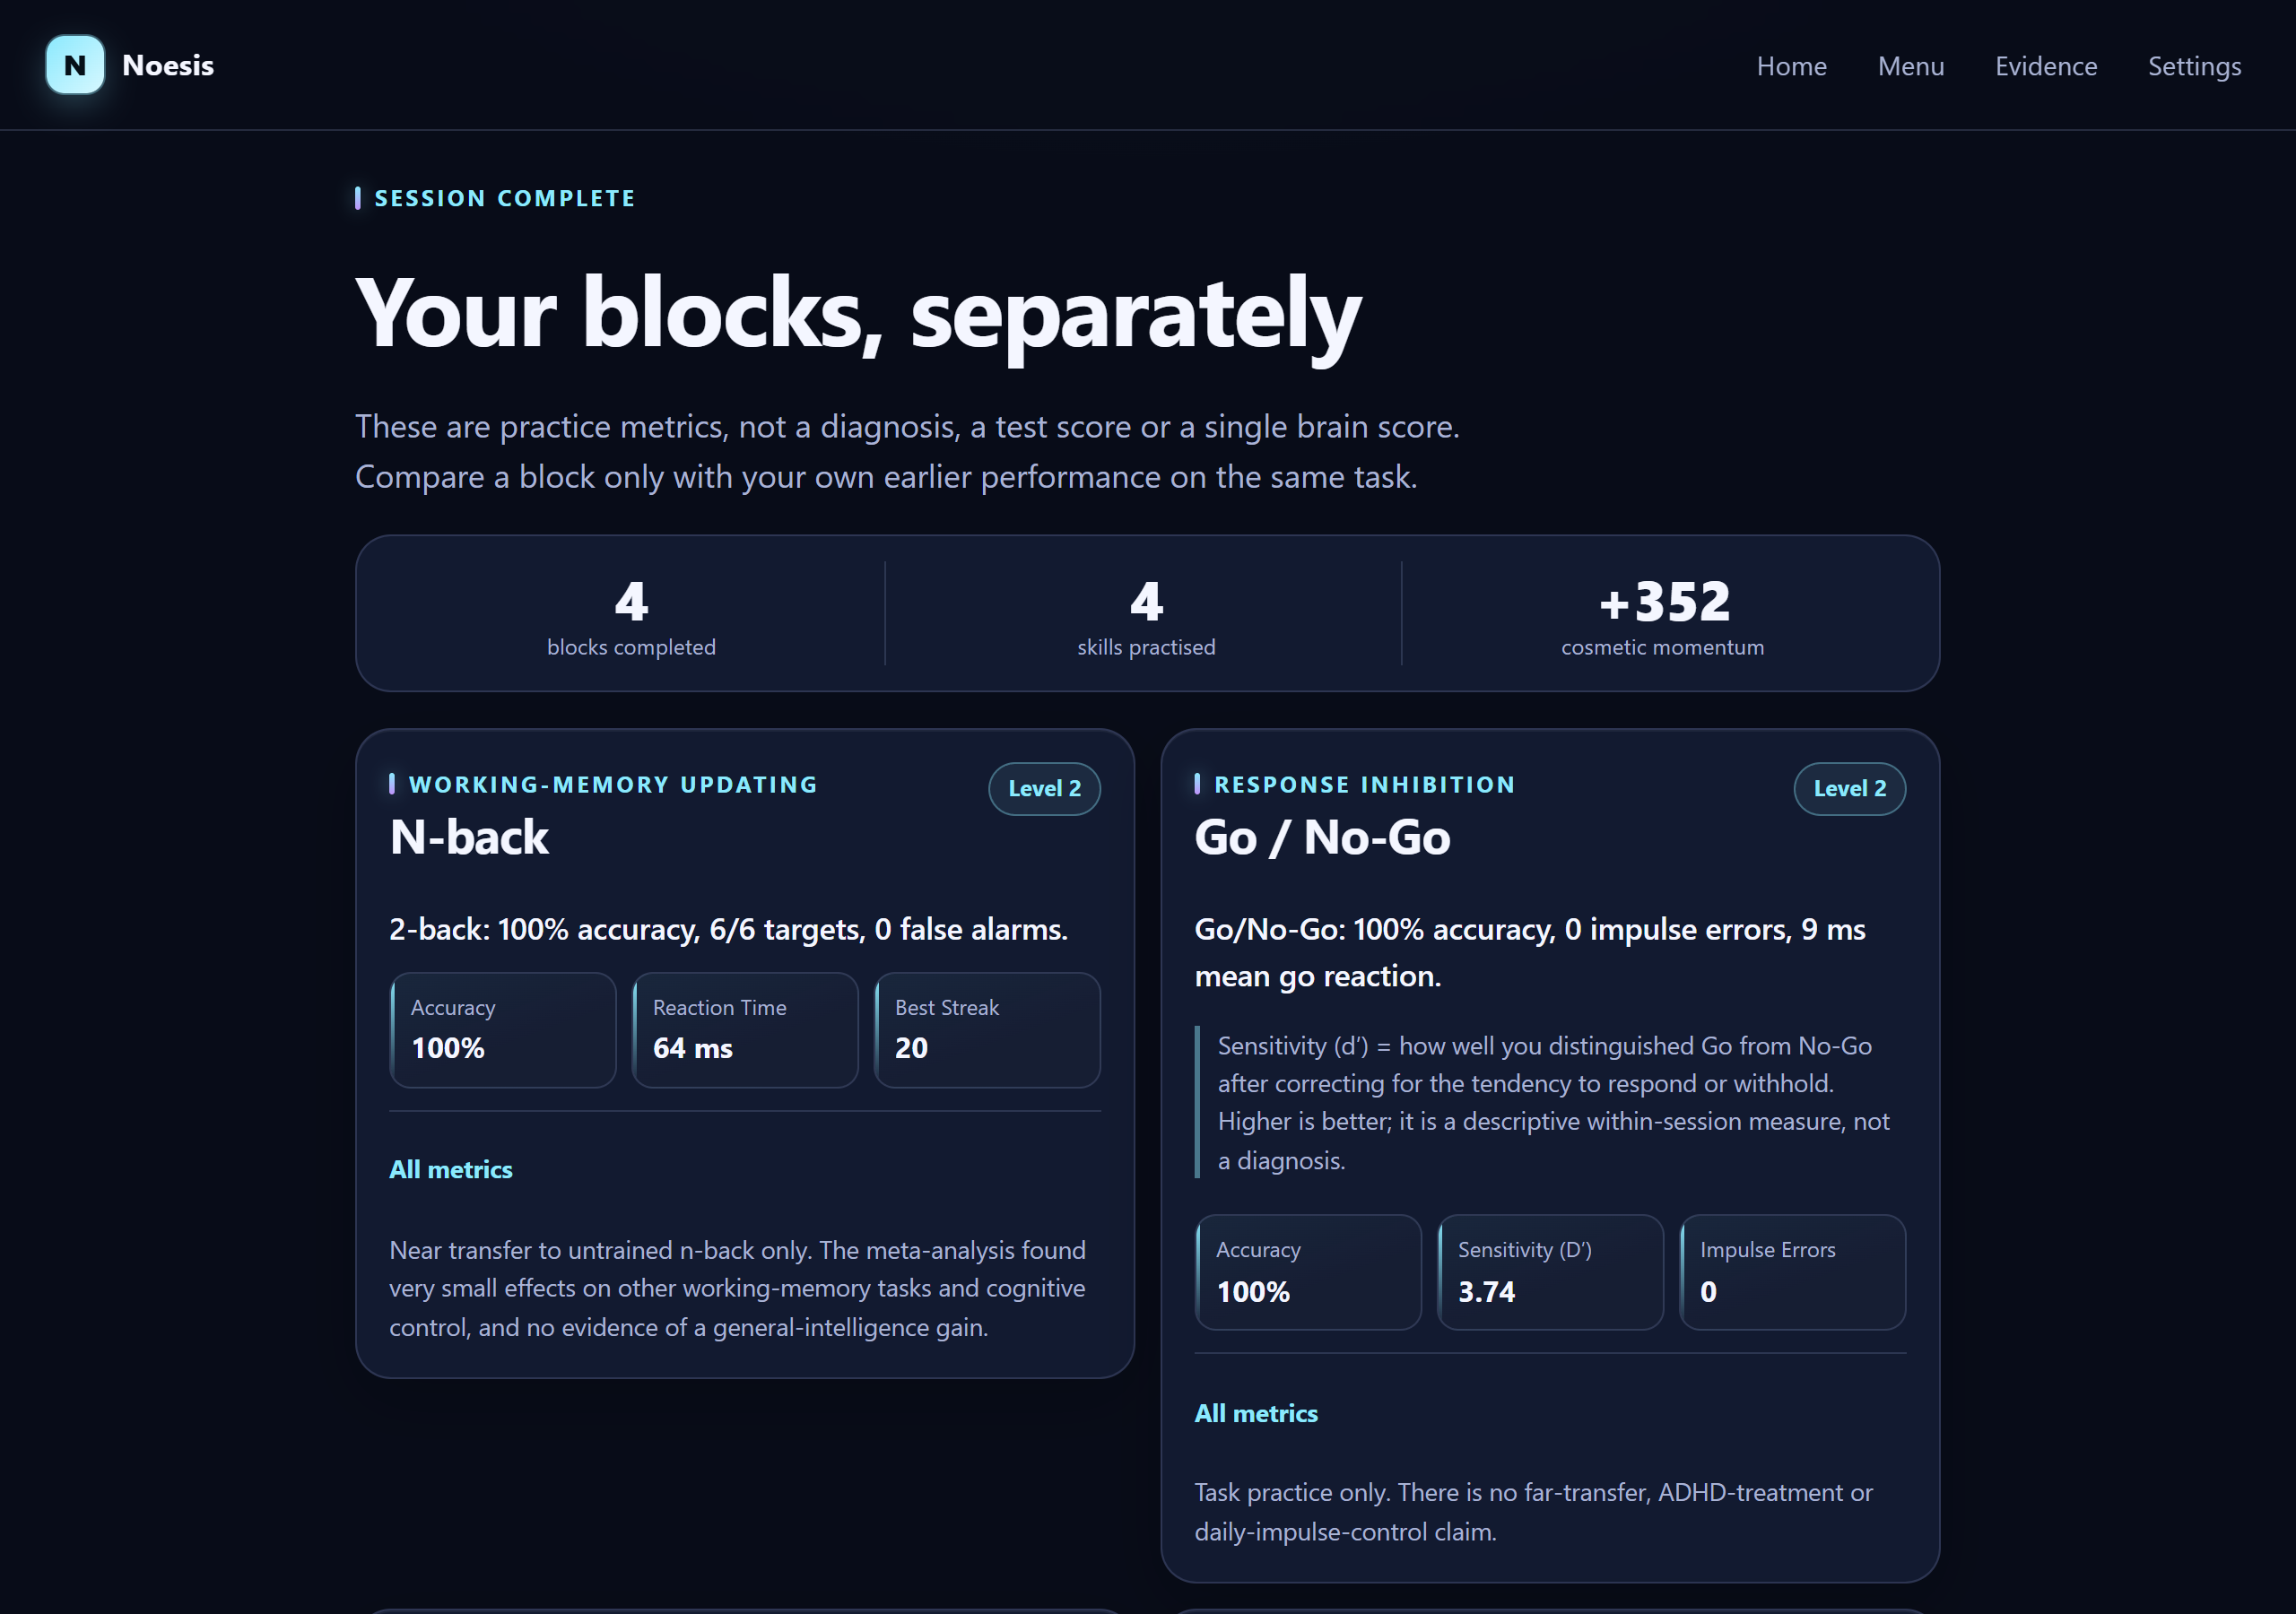 N
Noesis
Home
Menu
Evidence
Settings
SESSION COMPLETE
Your blocks, separately
These are practice metrics, not a diagnosis, a test score or a single brain score.
Compare a block only with your own earlier performance on the same task.
4
blocks completed
4
skills practised
+352
cosmetic momentum
WORKING-MEMORY UPDATING
Level 2
N-back
2-back: 100% accuracy, 6/6 targets, 0 false alarms.
Accuracy
100%
Reaction Time
64 ms
Best Streak
20
All metrics
Near transfer to untrained n-back only. The meta-analysis found
very small effects on other working-memory tasks and cognitive
control, and no evidence of a general-intelligence gain.
RESPONSE INHIBITION
Level 2
Go / No-Go
Go/No-Go: 100% accuracy, 0 impulse errors, 9 ms
mean go reaction.
Sensitivity (d′) = how well you distinguished Go from No-Go
after correcting for the tendency to respond or withhold.
Higher is better; it is a descriptive within-session measure, not
a diagnosis.
Accuracy
100%
Sensitivity (D′)
3.74
Impulse Errors
0
All metrics
Task practice only. There is no far-transfer, ADHD-treatment or
daily-impulse-control claim.